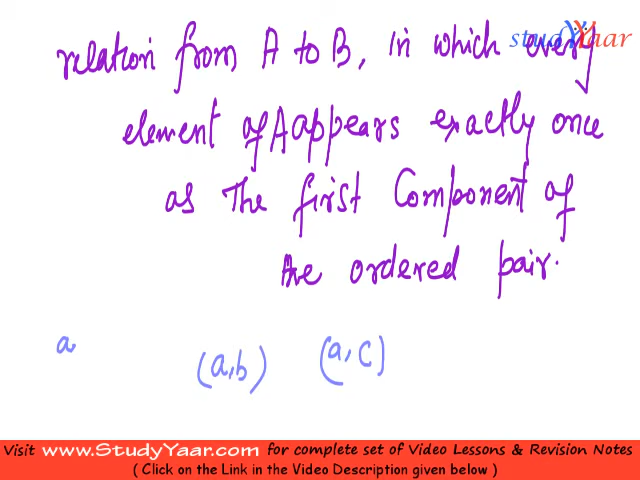 studyYaar
relation from A to B, in which every
element of A appears exactly once
as the first component of
the ordered pair.
a
(a,b) (a,c)
Visit www.StudyYaar.com for complete set of Video Lessons & Revision Notes
( Click on the Link in the Video Description given below )